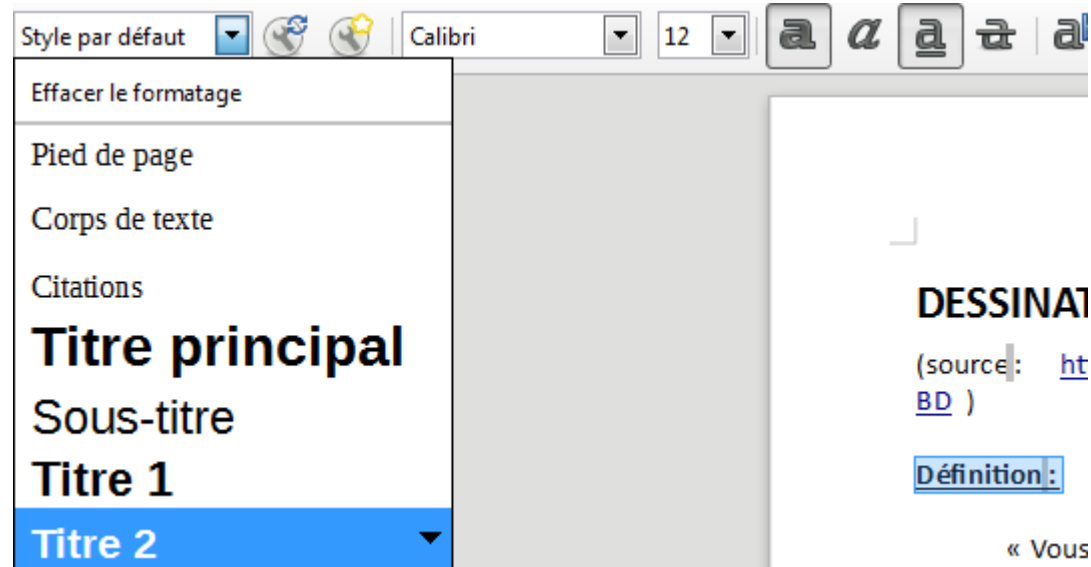 Style par défaut
Calibri
12
a a a a a
Effacer le formatage
Pied de page
Corps de texte
Citations
Titre principal
Sous-titre
Titre 1
Titre 2
DESSINAT
(source : ht
BD )
Définition :
« Vous